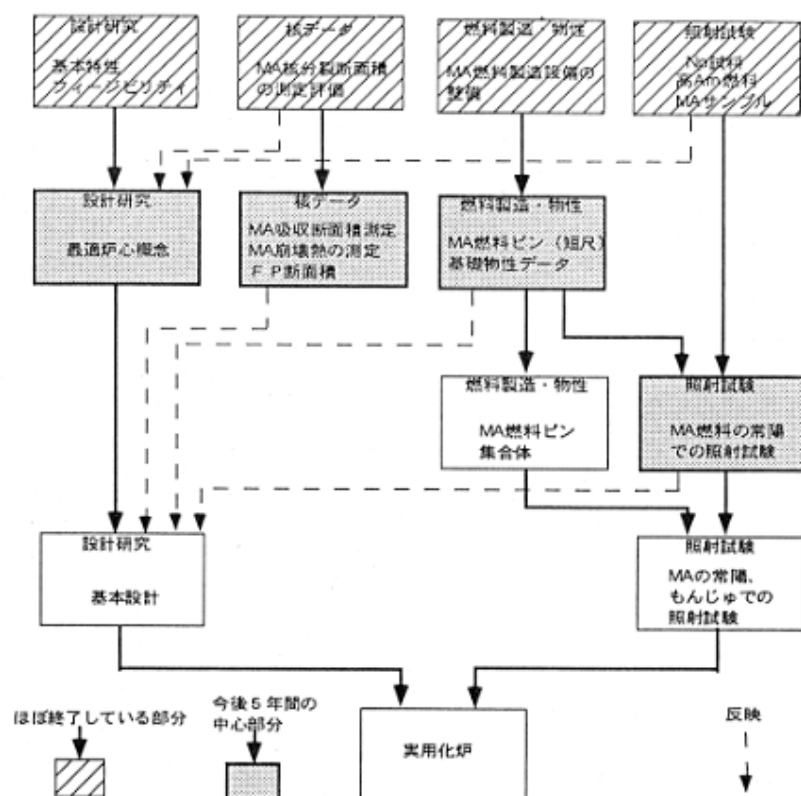 設計研究
基本特性
フィージビリティ
核データ
MA核分裂断面積
の測定評価
燃料製造・物性
MA燃料製造設備の
整備
照射試験
Np試料
高Am燃料
MAサンプル
設計研究
最適炉心概念
核データ
MA吸収断面積測定
MA崩壊熱の測定
FP断面積
燃料製造・物性
MA燃料ピン（短尺）
基礎物性データ
燃料製造・物性
MA燃料ピン
集合体
照射試験
MA燃料の常陽
での照射試験
設計研究
基本設計
照射試験
MAの常陽、
もんじゅでの
照射試験
ほぼ終了している部分
今後5年間の
中心部分
実用化炉
反映